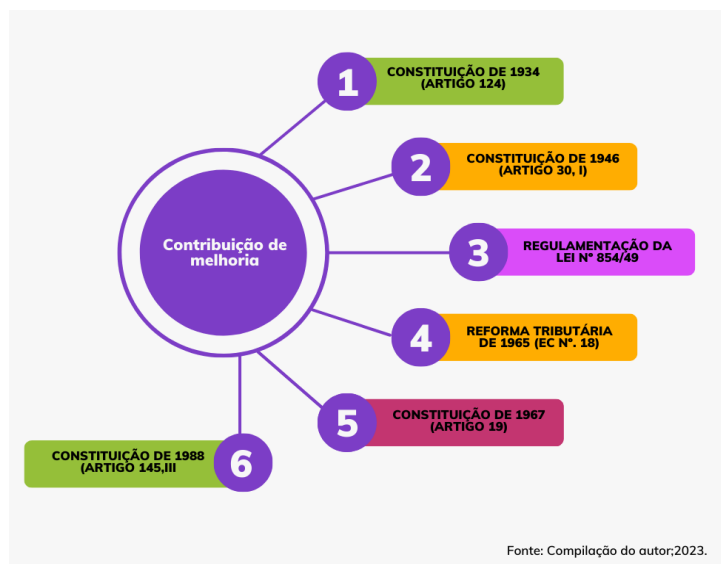 1
CONSTITUIÇÃO DE 1934
(ARTIGO 124)
2
CONSTITUIÇÃO DE 1946
(ARTIGO 30, I)
Contribuição de
melhoria
3
REGULAMENTAÇÃO DA
LEI Nº 854/49
4
REFORMA TRIBUTÁRIA
DE 1965 (EC Nº. 18)
5
CONSTITUIÇÃO DE 1967
(ARTIGO 19)
CONSTITUIÇÃO DE 1988
(ARTIGO 145,III
6
Fonte: Compilação do autor;2023.